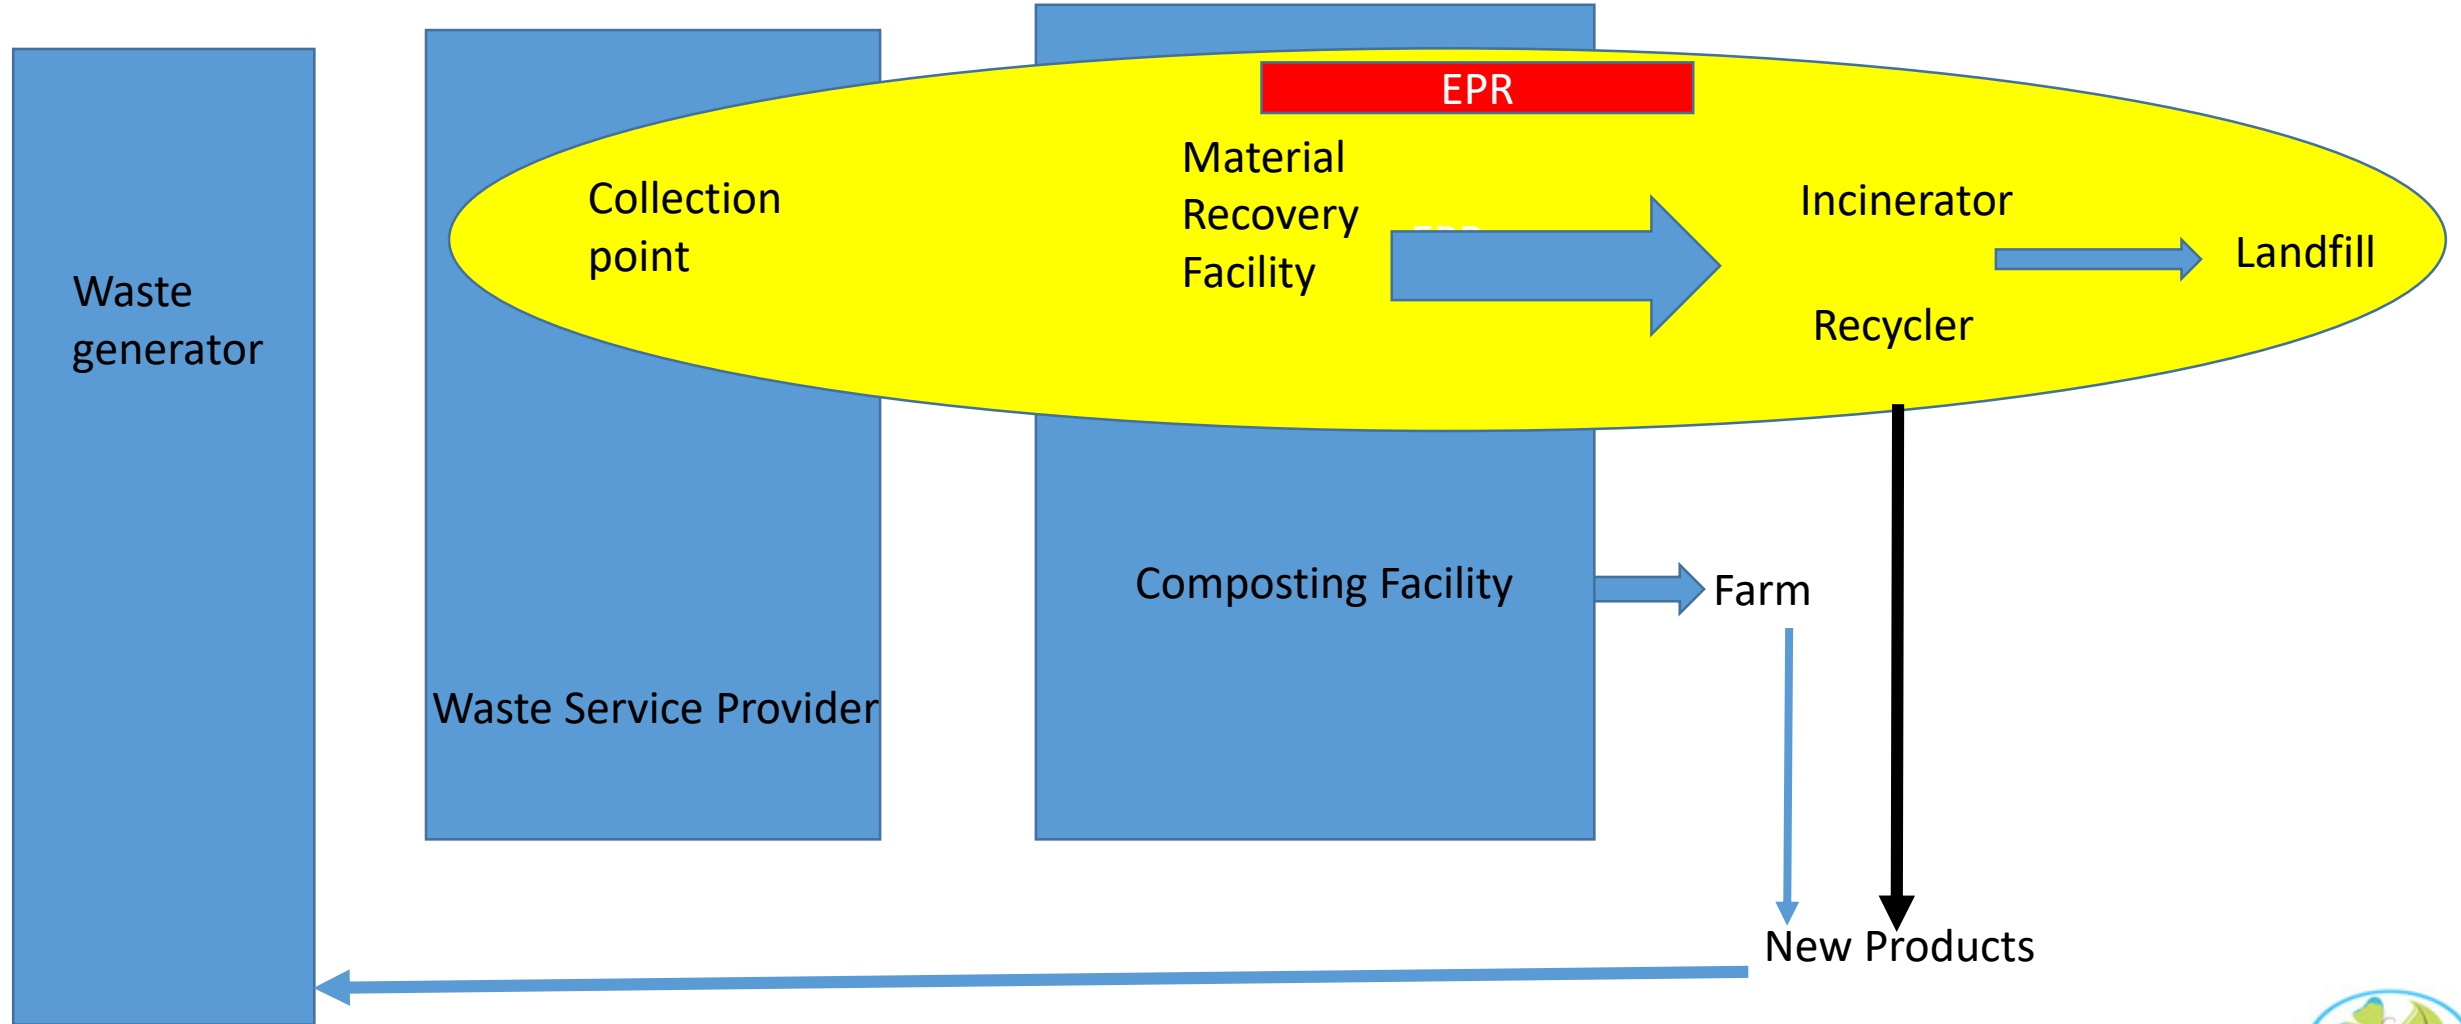 EPR
Material
Recovery
Facility
Collection
point
Incinerator
Landfill
Recycler
Waste
generator
Composting Facility
Farm
Waste Service Provider
New Products